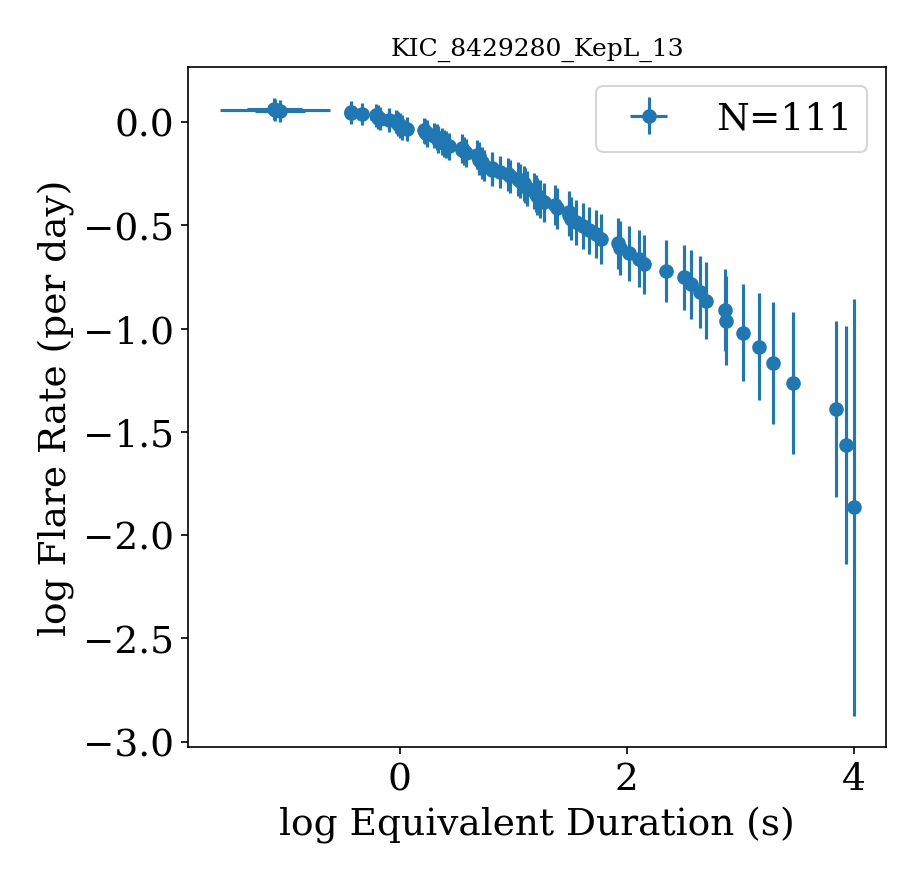 KIC_8429280_KepL_13
N=111
log Flare Rate (per day)
0.0
−0.5
−1.0
−1.5
−2.0
−2.5
−3.0
0 2 4
log Equivalent Duration (s)